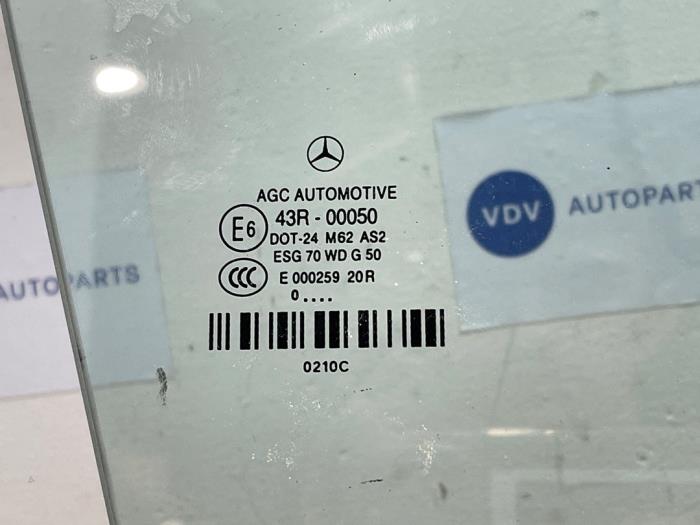 AGC AUTOMOTIVE
E6
43R - 00050
DOT-24 M62 AS2
ESG 70 WD G 50
CCC
E 000259 20R
0....
0210C
VDV AUTOPARTS
AUTOPARTS